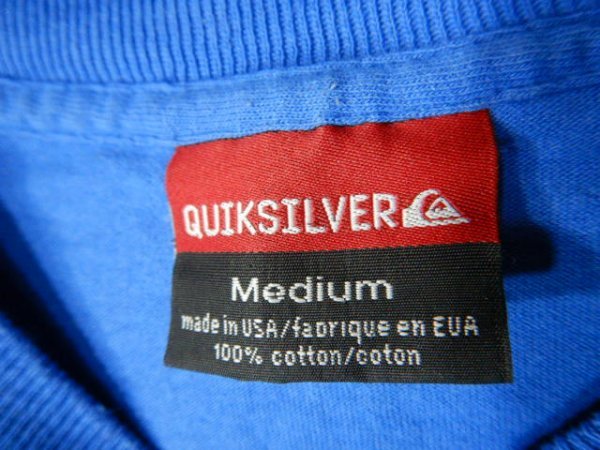 QUIKSILVER
Medium
made in USA/fabrique en EUA
100% cotton/coton